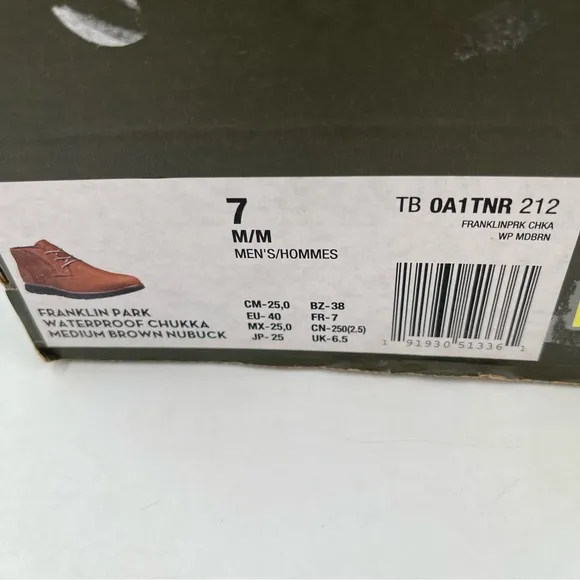 7
M/M
MEN'S/HOMMES
TB 0A1TNR 212
FRANKLINPRK CHKA
WP MDBRN
FRANKLIN PARK
WATERPROOF CHUKKA
MEDIUM BROWN NUBUCK
CM-25,0 BZ-38
EU- 40 FR-7
MX-25,0 CN-250(2.5)
JP- 25 UK-6.5
1 91930 51336 1